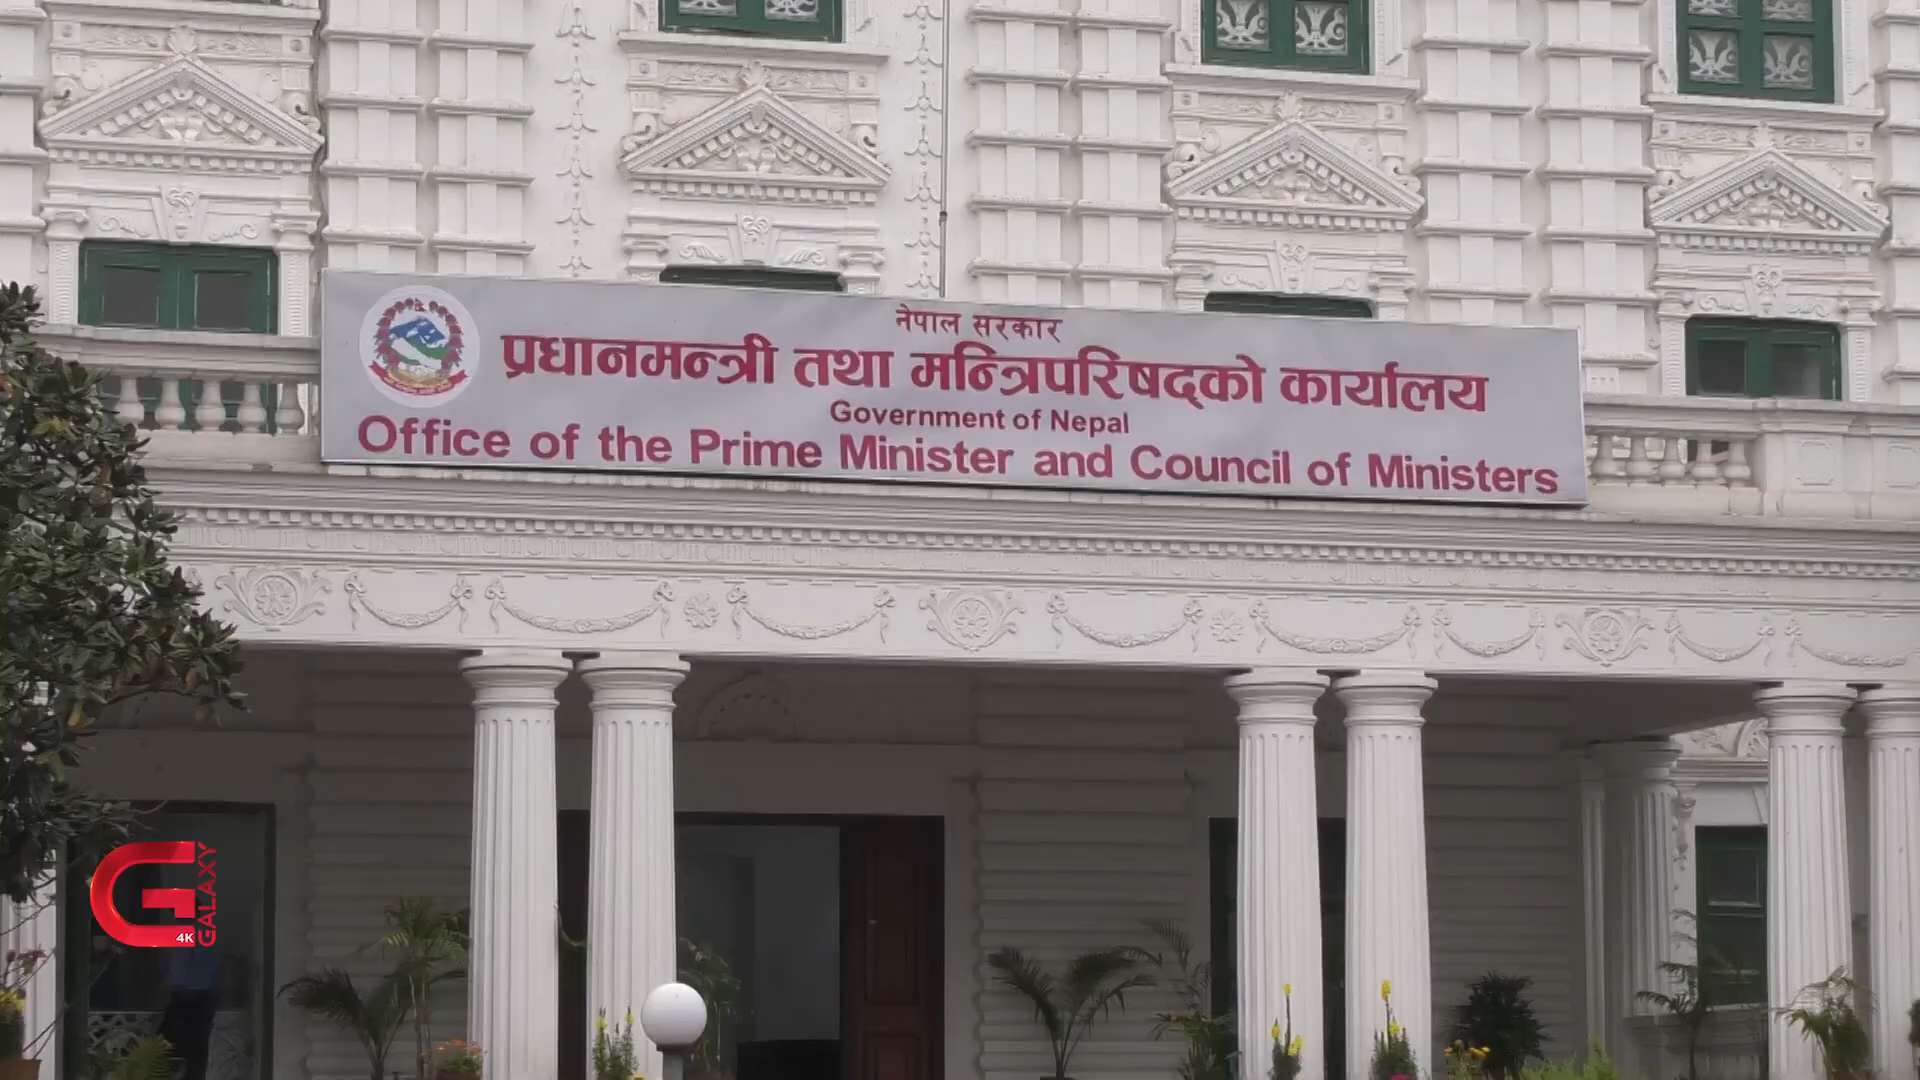 नेपाल सरकार
प्रधानमन्त्री तथा मन्त्रिपरिषद्को कार्यालय
Government of Nepal
Office of the Prime Minister and Council of Ministers
GALAXY
4K